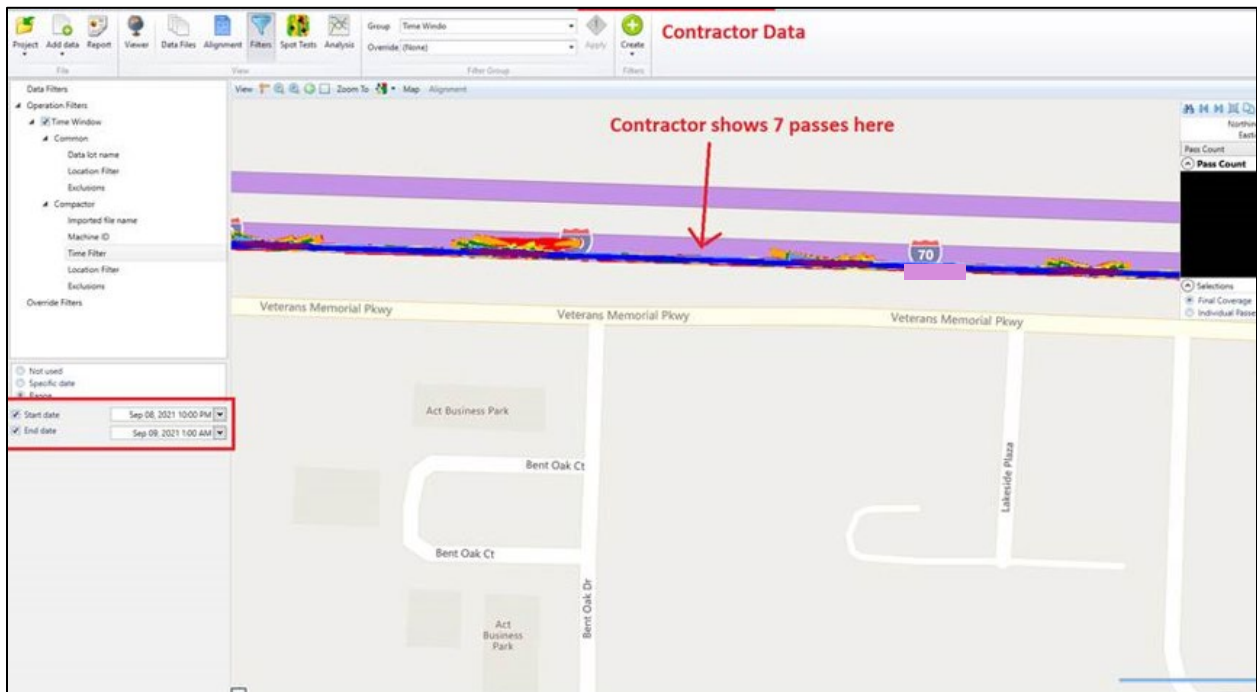 Group Time Windo
Contractor Data
Project Add data Report Viewer Data Files Alignment Filters Spot Tests Analysis
Override (None)
Apply Create
File View Filter Group Filters
Data Filters
View Zoom To Map Alignment
Operation Filters
Time Window
Common
Data lot name
Location Filter
Exclusions
Compactor
Imported file name
Machine ID
Time Filter
Location Filter
Exclusions
Override Filters
Contractor shows 7 passes here
Northin
East
Pass Count
Pass Count
70
Selections
Final Coverage
Individual Passe
Veterans Memorial Pkwy
Veterans Memorial Pkwy
Veterans Memorial Pkwy
Not used
Specific date
Range
Start date Sep 08, 2021 10:00 PM
End date Sep 09, 2021 1:00 AM
Act Business Park
Bent Oak Ct
Lakeside Plaza
Bent Oak Ct
Bent Oak Dr
Act
Business
Park